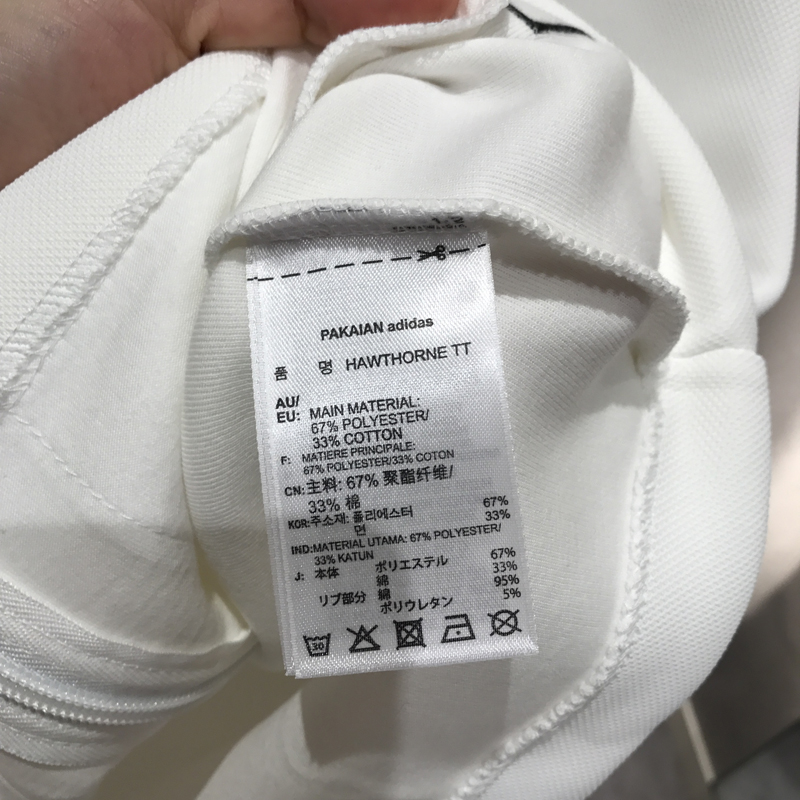 PAKAIAN adidas
품 명 HAWTHORNE TT
AU/
EU: MAIN MATERIAL:
67% POLYESTER/
33% COTTON
F: MATIERE PRINCIPALE:
67% POLYESTER/33% COTON
CN:主料: 67% 聚酯纤维/
33% 棉
KOR:주소재: 폴리에스터 67%
면 33%
IND:MATERIAL UTAMA: 67% POLYESTER/
33% KATUN
J: 本体 ポリエステル 67%
綿 33%
リブ部分 綿 95%
ポリウレタン 5%
30